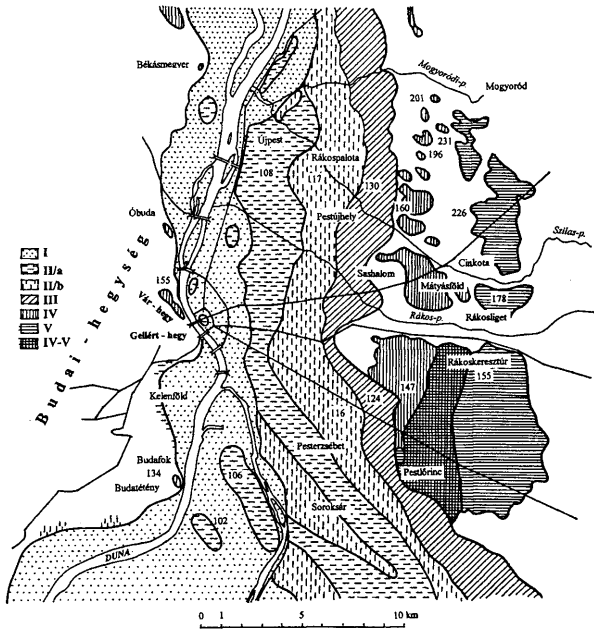 Békásmegyer
Mogyoródi-p.
Mogyoród
201
Újpest
231
Rákospalota
196
108
117
130
Óbuda
160
Pestújhely
226
Szilas-p.
I
II/a
II/b
III
IV
V
IV-V
Cinkota
Sashalom
155
Mátyásföld
178
Vár-hegy
Rákos-p.
Rákosliget
Gellért - hegy
Budai - hegység
Rákoskeresztúr
147
155
Kelenföld
124
16
Pesterzsébet
Budafok
134
Pestlőrinc
106
Budatétény
Soroksár
102
DUNA
0 1 5 10 km